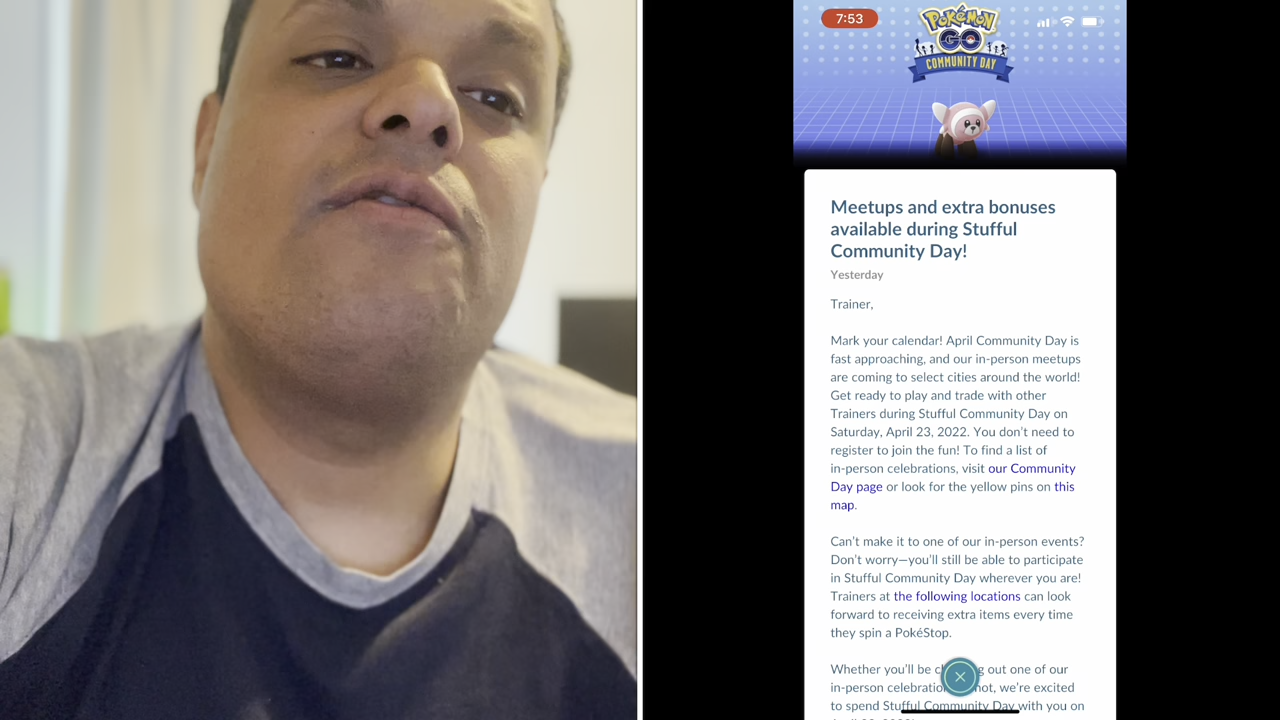 7:53
POKÉMON
GO
COMMUNITY DAY
Meetups and extra bonuses
available during Stufful
Community Day!
Yesterday
Trainer,
Mark your calendar! April Community Day is
fast approaching, and our in-person meetups
are coming to select cities around the world!
Get ready to play and trade with other
Trainers during Stufful Community Day on
Saturday, April 23, 2022. You don't need to
register to join the fun! To find a list of
in-person celebrations, visit our Community
Day page or look for the yellow pins on this
map.
Can't make it to one of our in-person events?
Don't worry—you'll still be able to participate
in Stufful Community Day wherever you are!
Trainers at the following locations can look
forward to receiving extra items every time
they spin a PokéStop.
Whether you'll be g out one of our
in-person not, we're excited
to spend Stufful Community Day with you on